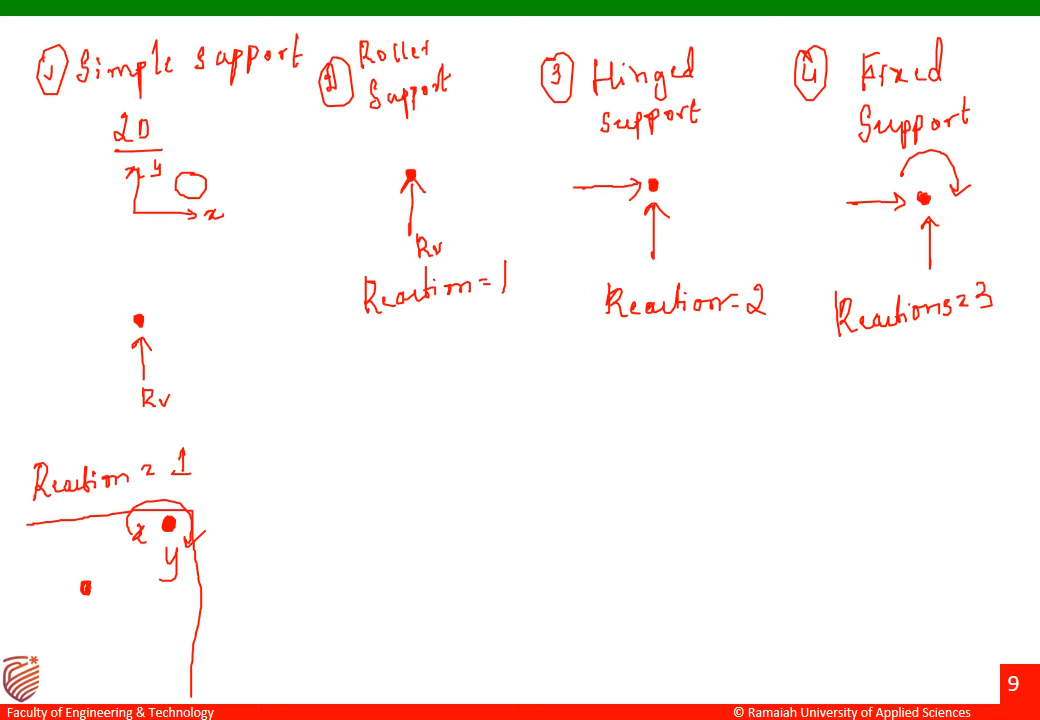 1 Simple support
2D
y
x
Rv
Reaction = 1
x
y
2 Roller
Support
Rv
Reaction = 1
3 Hinged
Support
Reaction = 2
4 Fixed
Support
Reactions = 3
9
Faculty of Engineering & Technology
© Ramaiah University of Applied Sciences